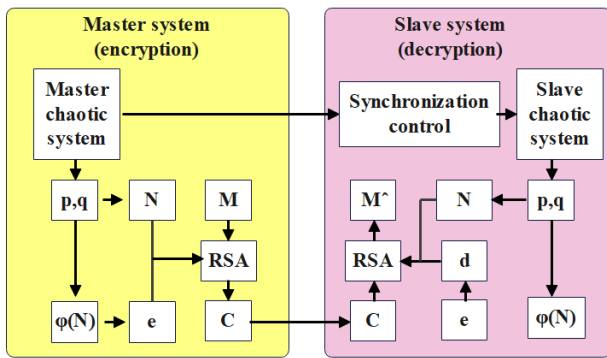 Master system
(encryption)
Master
chaotic
system
p,q
N
M
RSA
φ(N)
e
C
Slave system
(decryption)
Synchronization
control
Slave
chaotic
system
Mˆ
N
p,q
RSA
d
C
e
φ(N)